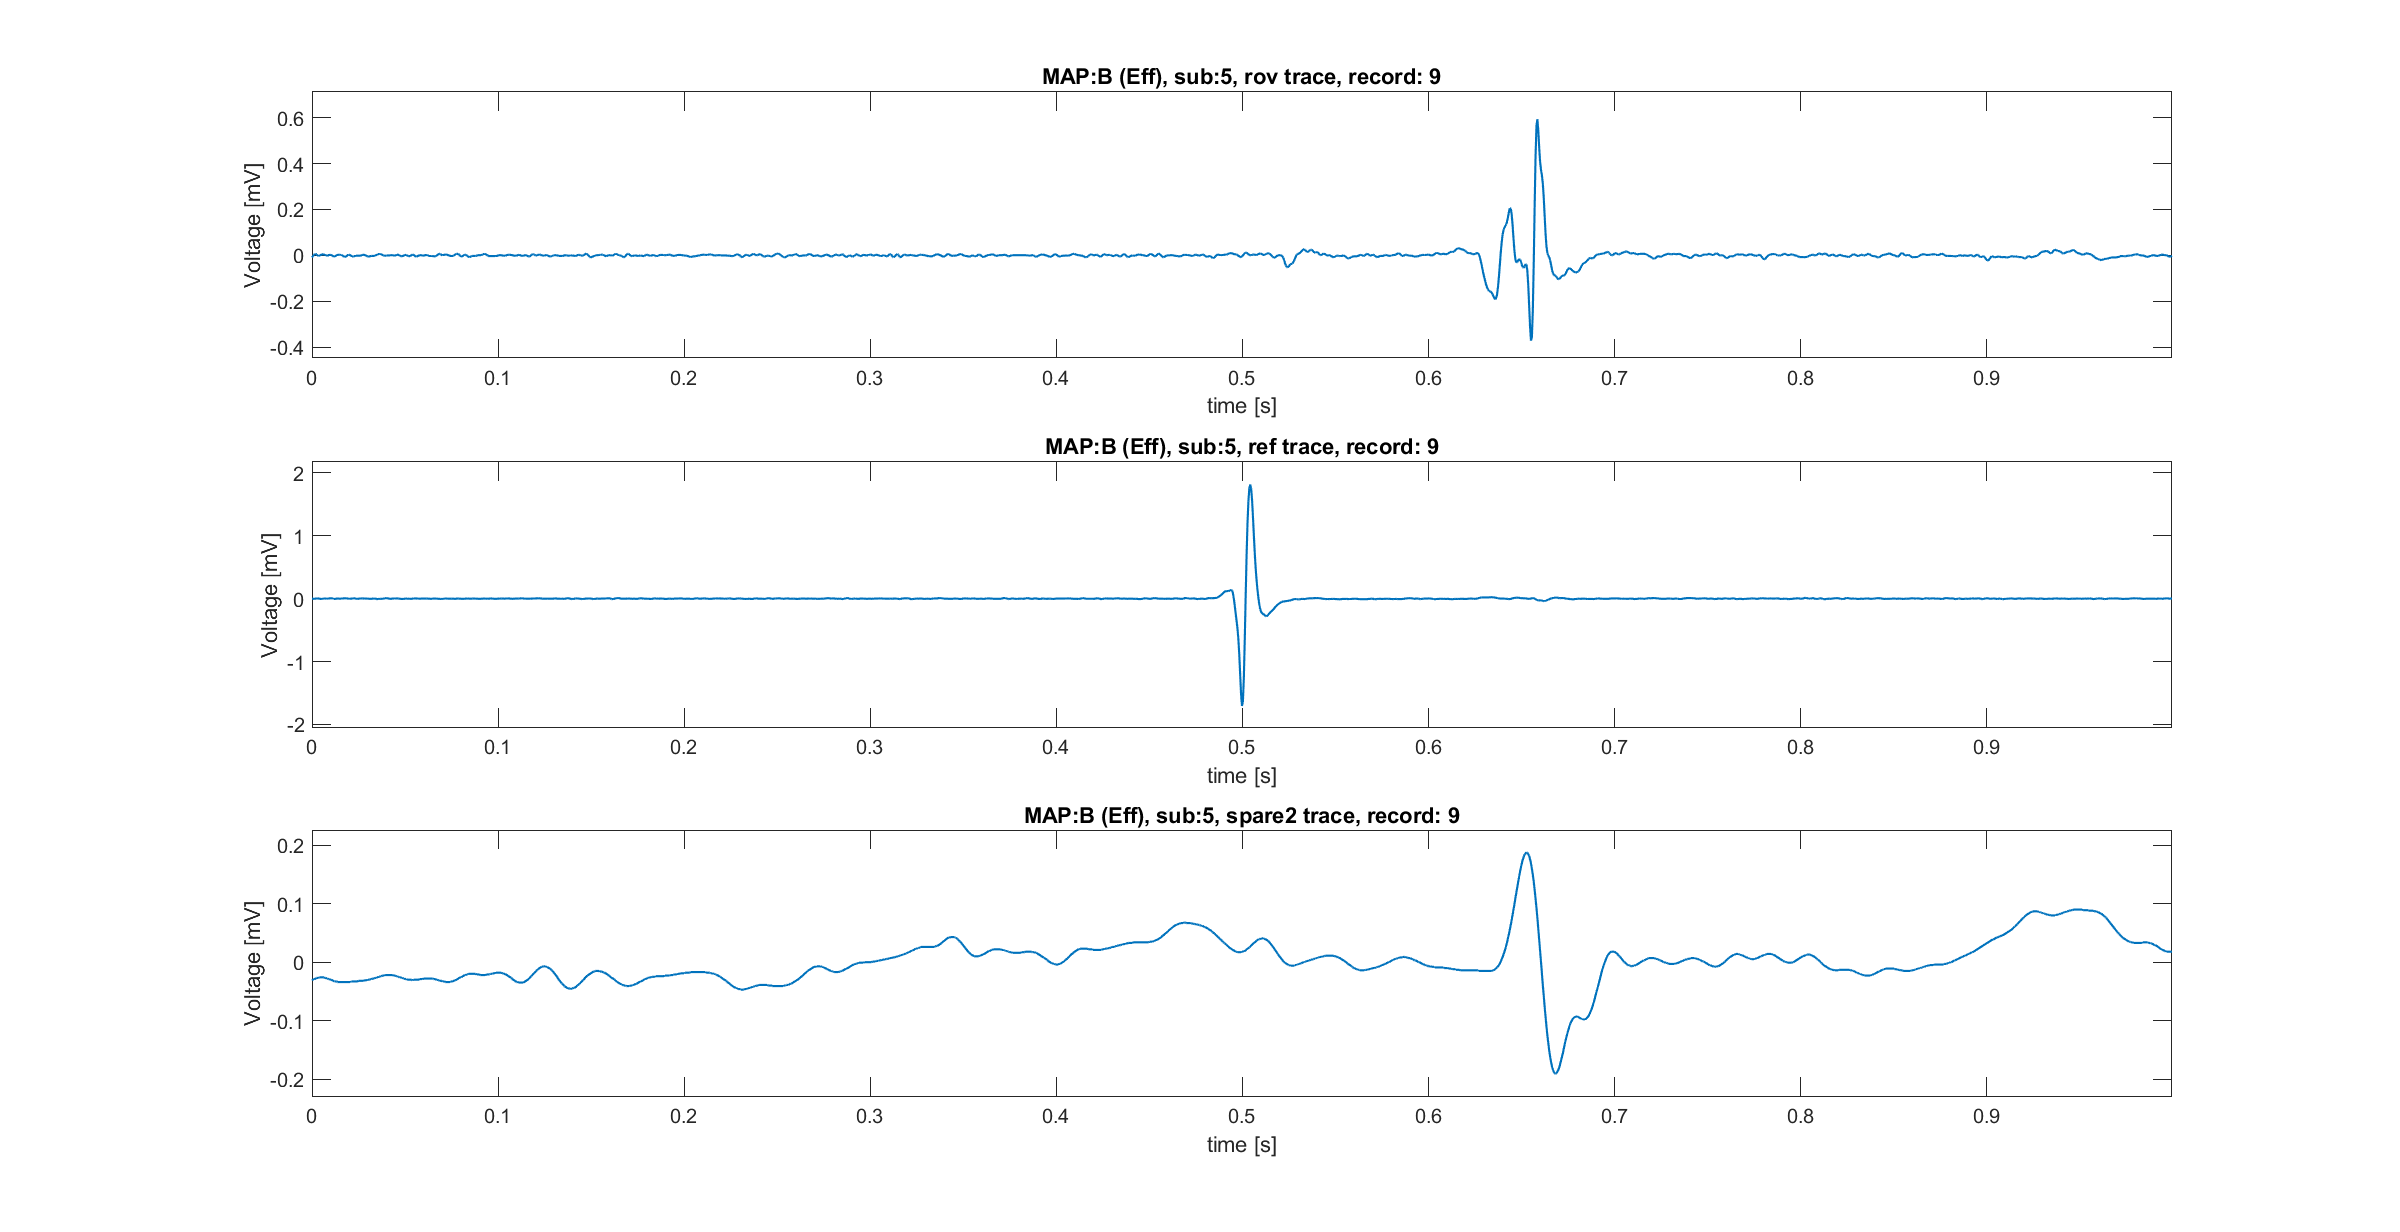 MAP:B (Eff), sub:5, rov trace, record: 9
Voltage [mV]
0.6
0.4
0.2
0
-0.2
-0.4
0 0.1 0.2 0.3 0.4 0.5 0.6 0.7 0.8 0.9
time [s]
MAP:B (Eff), sub:5, ref trace, record: 9
Voltage [mV]
2
1
0
-1
-2
0 0.1 0.2 0.3 0.4 0.5 0.6 0.7 0.8 0.9
time [s]
MAP:B (Eff), sub:5, spare2 trace, record: 9
Voltage [mV]
0.2
0.1
0
-0.1
-0.2
0 0.1 0.2 0.3 0.4 0.5 0.6 0.7 0.8 0.9
time [s]